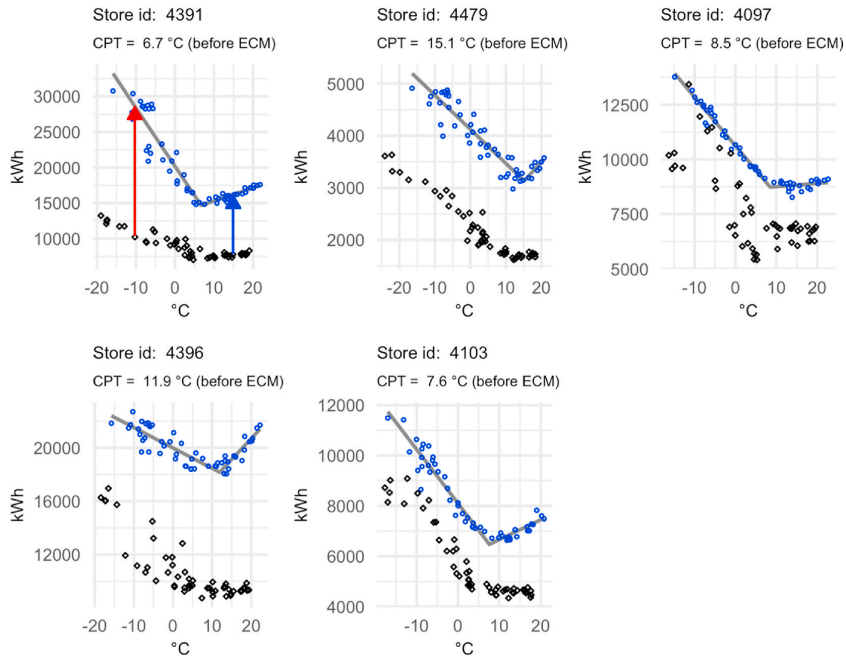 Store id: 4391
CPT = 6.7 °C (before ECM)
kWh
30000
25000
20000
15000
10000
-20 -10 0 10 20
°C
Store id: 4479
CPT = 15.1 °C (before ECM)
kWh
5000
4000
3000
2000
-20 -10 0 10 20
°C
Store id: 4097
CPT = 8.5 °C (before ECM)
kWh
12500
10000
7500
5000
-10 0 10 20
°C
Store id: 4396
CPT = 11.9 °C (before ECM)
kWh
20000
16000
12000
-20 -10 0 10 20
°C
Store id: 4103
CPT = 7.6 °C (before ECM)
kWh
12000
10000
8000
6000
4000
-10 0 10 20
°C